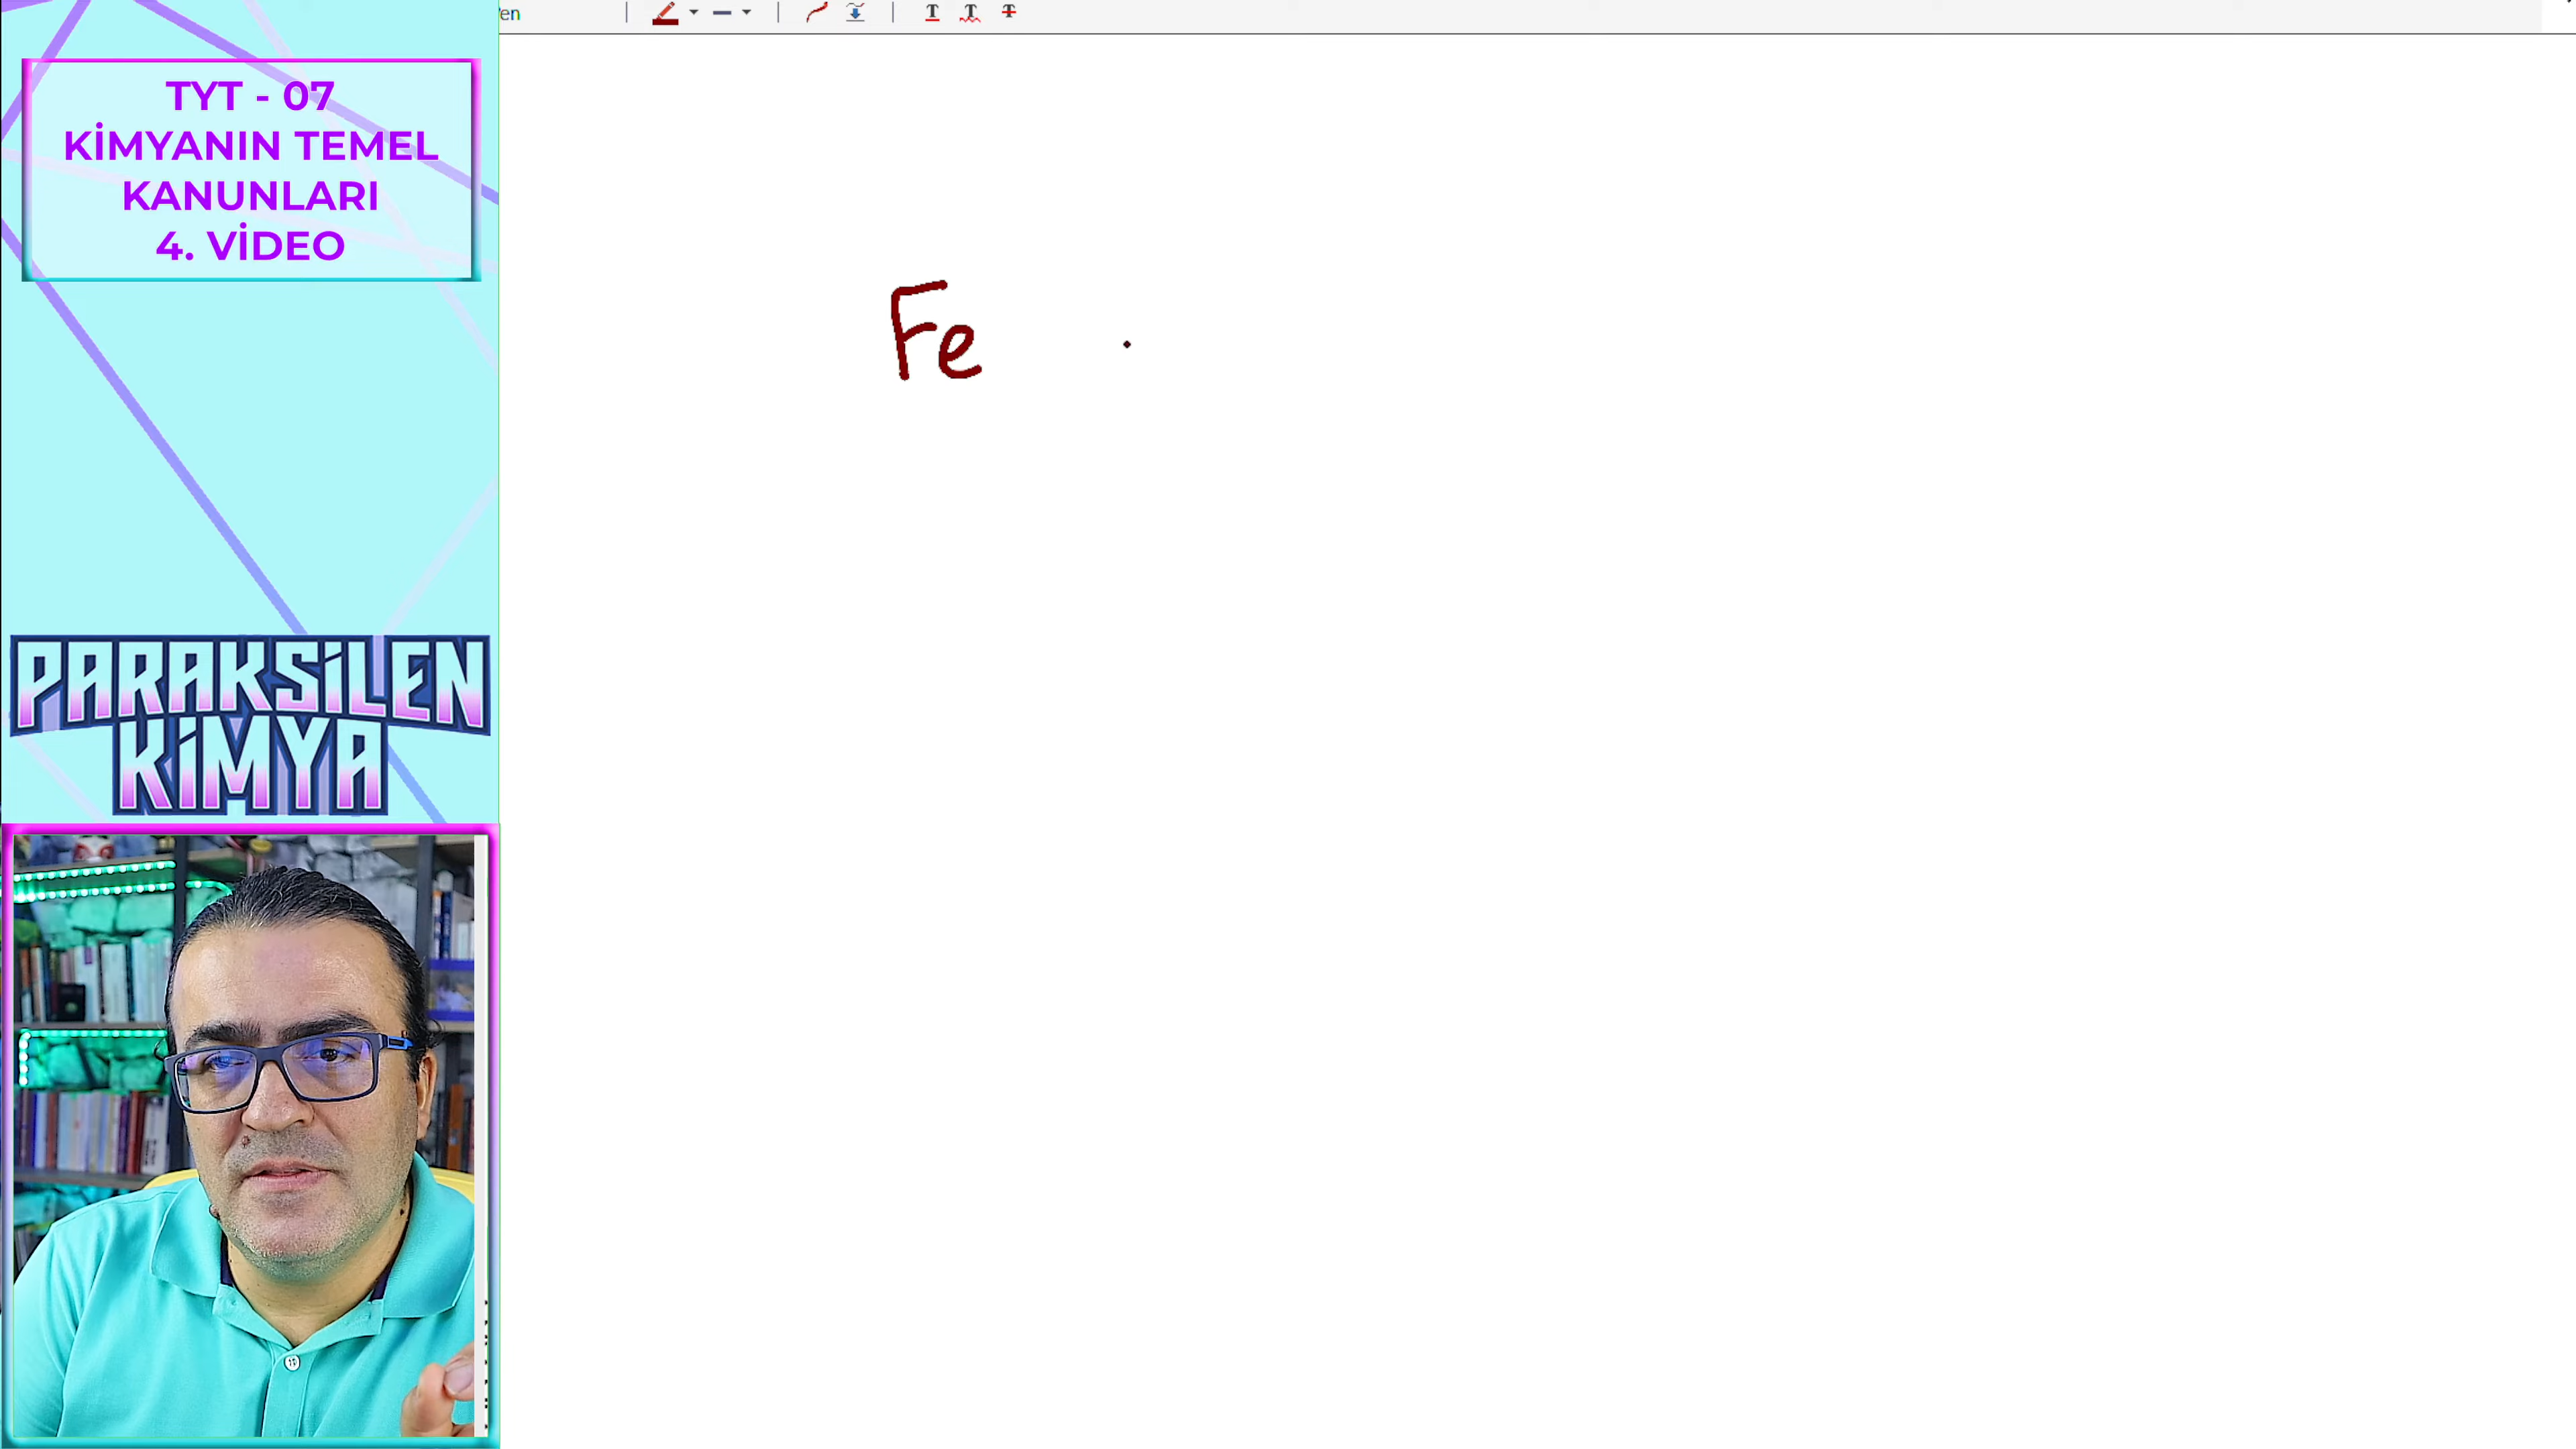 TYT - 07
KİMYANIN TEMEL
KANUNLARI
4. VİDEO
Fe
PARAKSİLEN
KİMYA